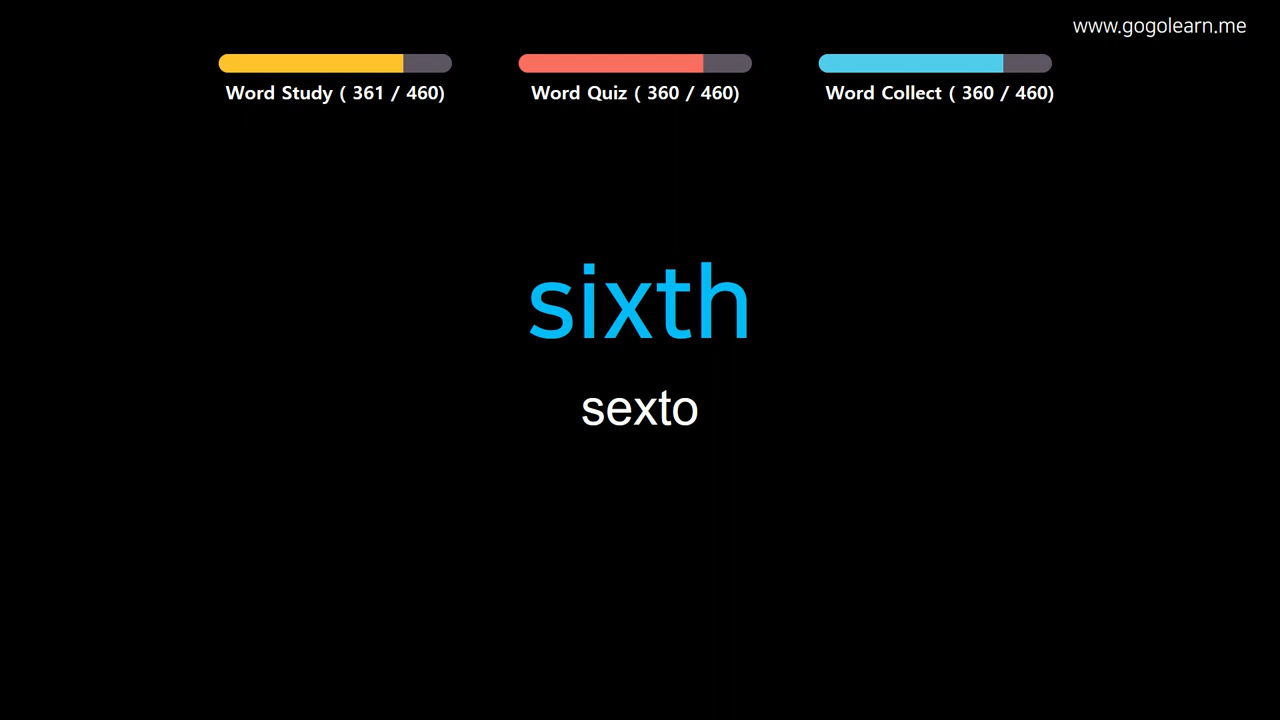 www.gogolearn.me
Word Study ( 361 / 460)
Word Quiz ( 360 / 460)
Word Collect ( 360 / 460)
sixth
sexto